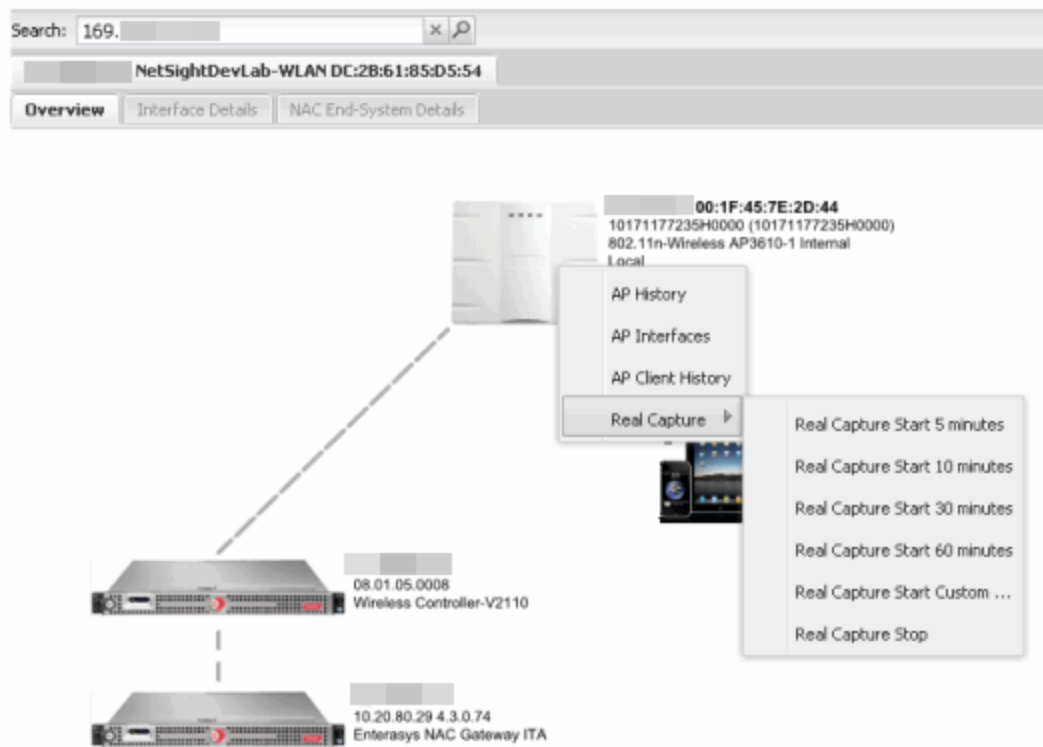 Search: 169.
NetSightDevLab-WLAN DC:2B:61:85:D5:54
Overview Interface Details NAC End-System Details
00:1F:45:7E:2D:44
10171177235H0000 (10171177235H0000)
802.11n-Wireless AP3610-1 Internal
Local
AP History
AP Interfaces
AP Client History
Real Capture
Real Capture Start 5 minutes
Real Capture Start 10 minutes
Real Capture Start 30 minutes
Real Capture Start 60 minutes
Real Capture Start Custom ...
Real Capture Stop
08.01.05.0008
Wireless Controller-V2110
10.20.80.29 4.3.0.74
Enterasys NAC Gateway ITA